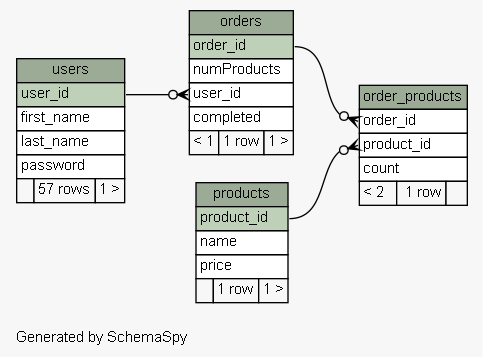 users
user_id
first_name
last_name
password
57 rows 1 >
orders
order_id
numProducts
user_id
completed
< 1 1 row 1 >
products
product_id
name
price
1 row 1 >
order_products
order_id
product_id
count
< 2 1 row
Generated by SchemaSpy